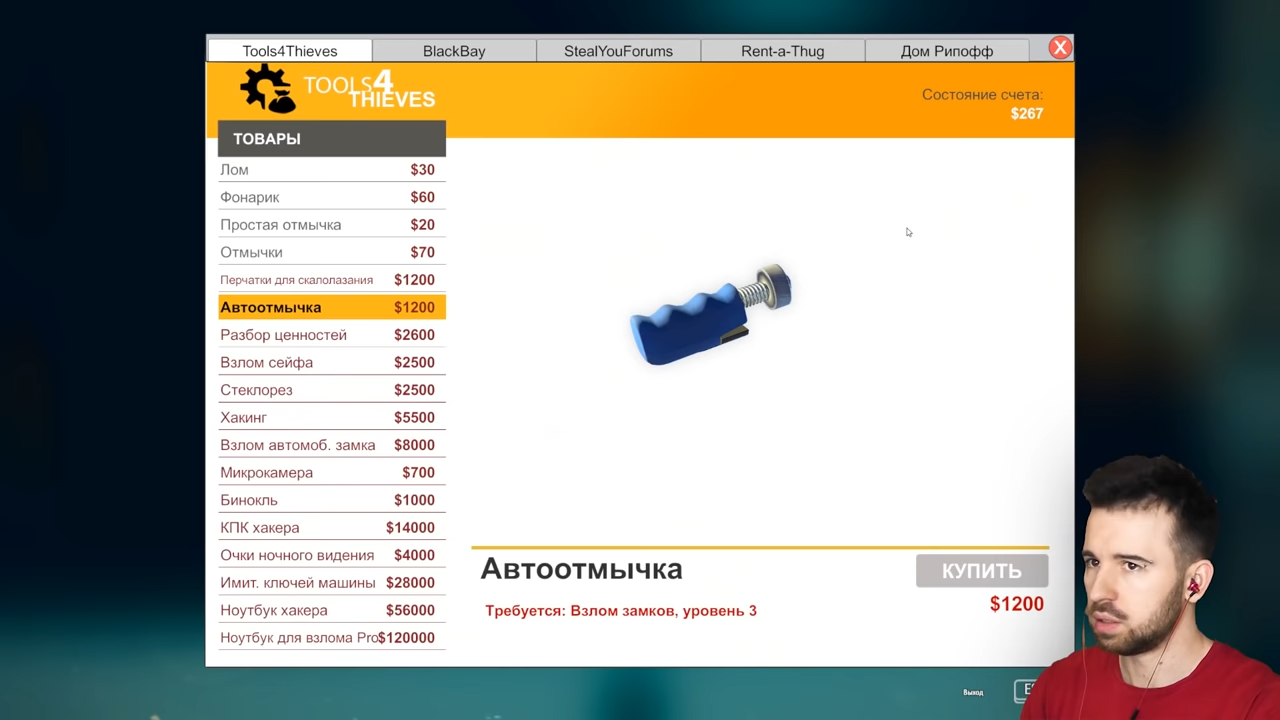 Tools4Thieves
BlackBay
StealYouForums
Rent-a-Thug
Дом Рипофф
X
TOOLS4
THIEVES
Состояние счета:
$267
ТОВАРЫ
Лом $30
Фонарик $60
Простая отмычка $20
Отмычки $70
Перчатки для скалолазания $1200
Автоотмычка $1200
Разбор ценностей $2600
Взлом сейфа $2500
Стеклорез $2500
Хакинг $5500
Взлом автомоб. замка $8000
Микрокамера $700
Бинокль $1000
КПК хакера $14000
Очки ночного видения $4000
Имит. ключей машины $28000
Ноутбук хакера $56000
Ноутбук для взлома Pro $120000
Автоотмычка
КУПИТЬ
Требуется: Взлом замков, уровень 3
$1200
Выход